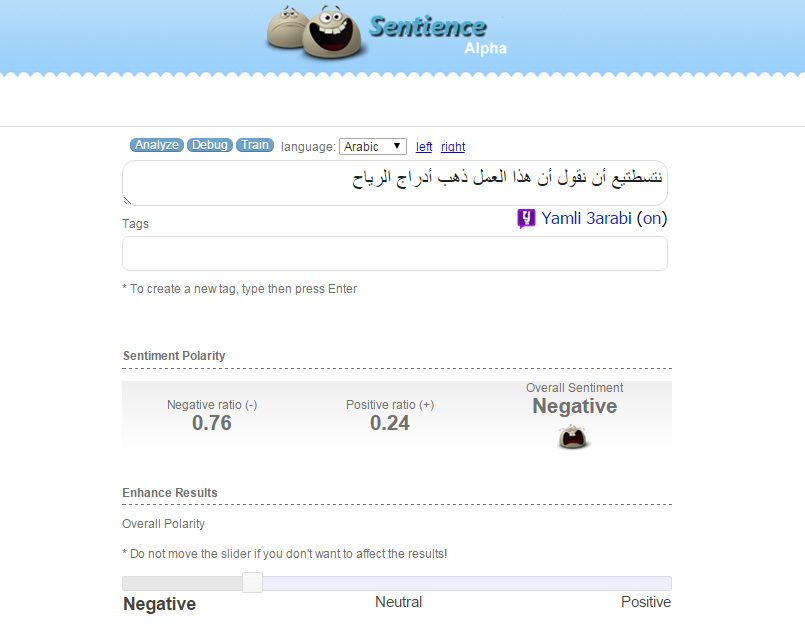 Sentience
Alpha
Analyze Debug Train language: Arabic left right
نتسطتيع أن نقول أن هذا العمل ذهب أدراج الرياح
Yamli 3arabi (on)
Tags
* To create a new tag, type then press Enter
Sentiment Polarity
Negative ratio (-) Positive ratio (+) Overall Sentiment
0.76 0.24 Negative
Enhance Results
Overall Polarity
* Do not move the slider if you don't want to affect the results!
Negative Neutral Positive